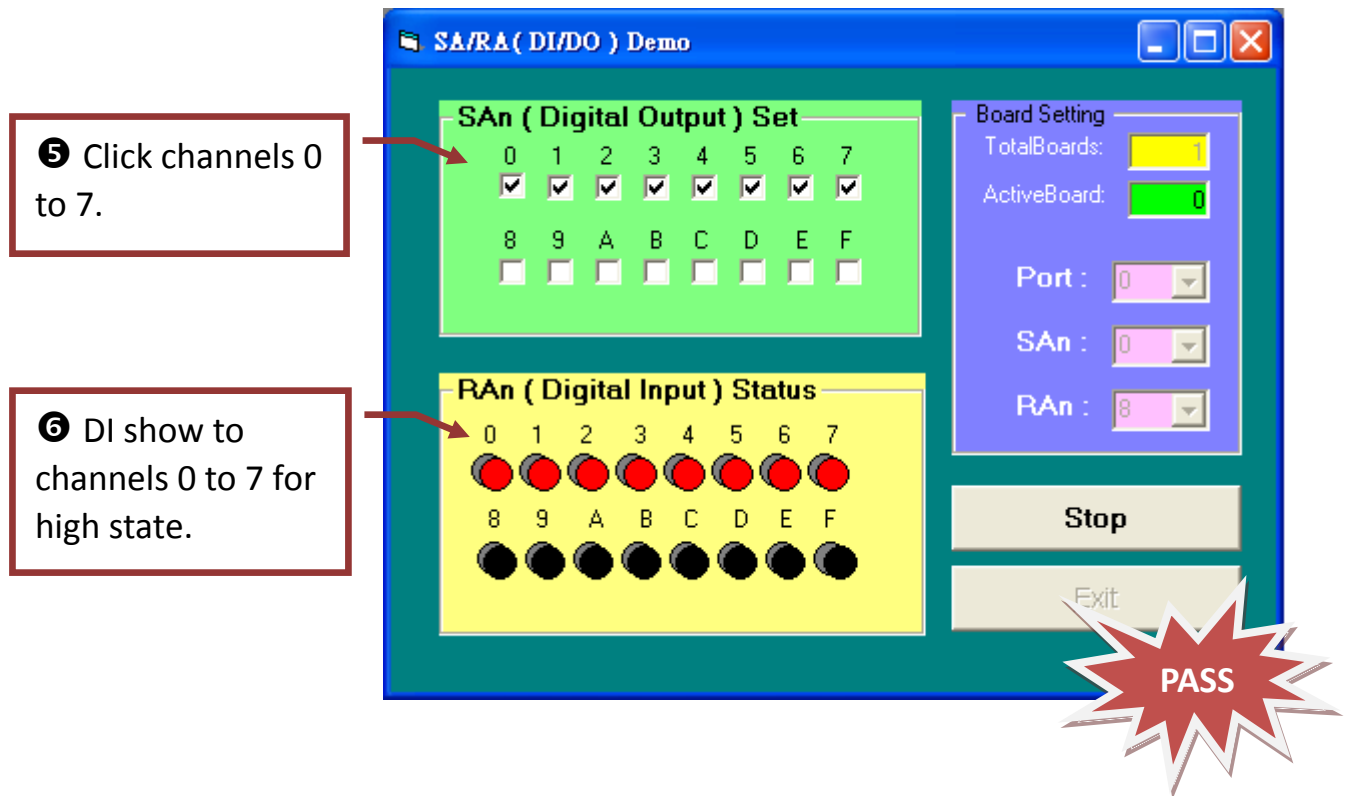 SA/RA( DI/DO ) Demo
❺ Click channels 0
to 7.
SAn ( Digital Output ) Set
0 1 2 3 4 5 6 7
8 9 A B C D E F
Board Setting
TotalBoards: 1
ActiveBoard: 0
Port : 0
SAn : 0
RAn : 8
❻ DI show to
channels 0 to 7 for
high state.
RAn ( Digital Input ) Status
0 1 2 3 4 5 6 7
8 9 A B C D E F
Stop
Exit
PASS